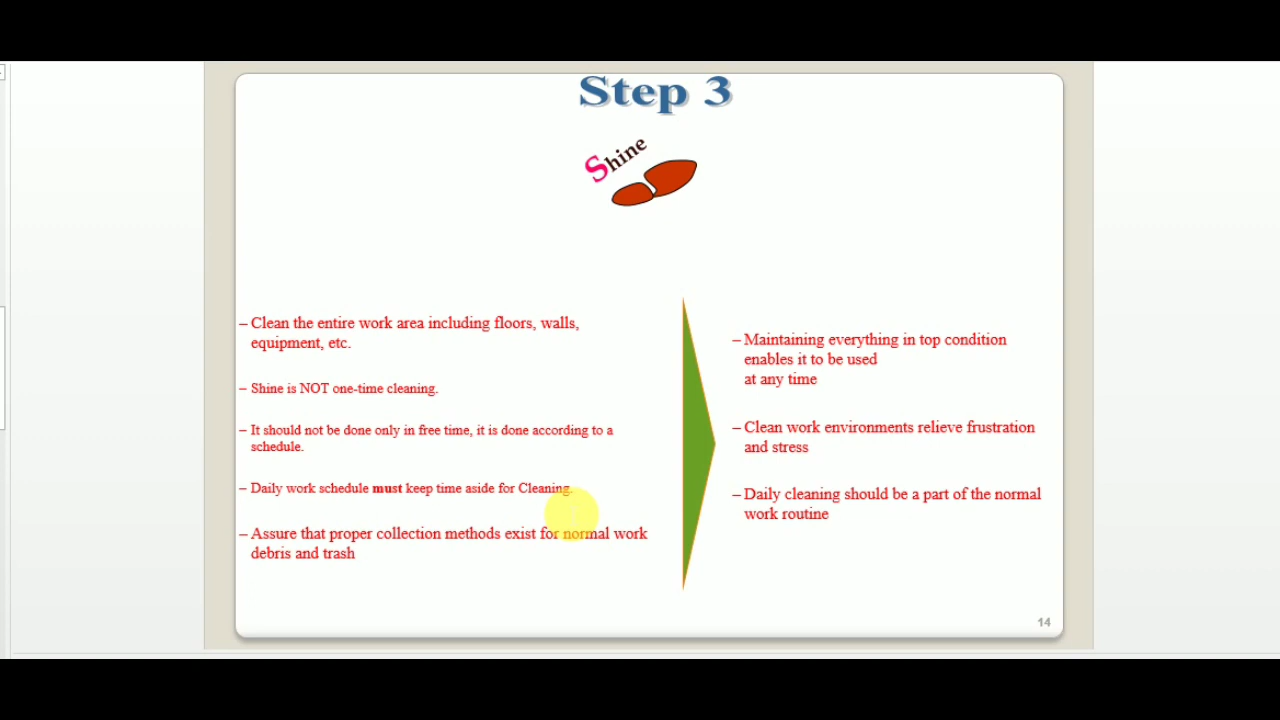 Step 3
Shine
– Clean the entire work area including floors, walls,
equipment, etc.
– Shine is NOT one-time cleaning.
– It should not be done only in free time, it is done according to a
schedule.
– Daily work schedule must keep time aside for Cleaning.
– Assure that proper collection methods exist for normal work
debris and trash
– Maintaining everything in top condition
enables it to be used
at any time
– Clean work environments relieve frustration
and stress
– Daily cleaning should be a part of the normal
work routine
14